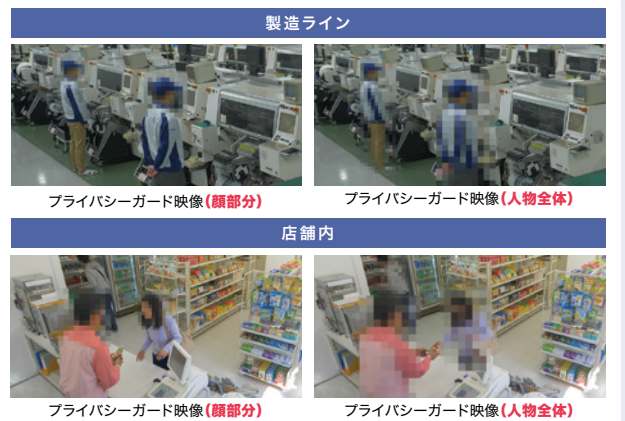 製造ライン
プライバシーガード映像(顔部分)
プライバシーガード映像(人物全体)
店舗内
プライバシーガード映像(顔部分)
プライバシーガード映像(人物全体)